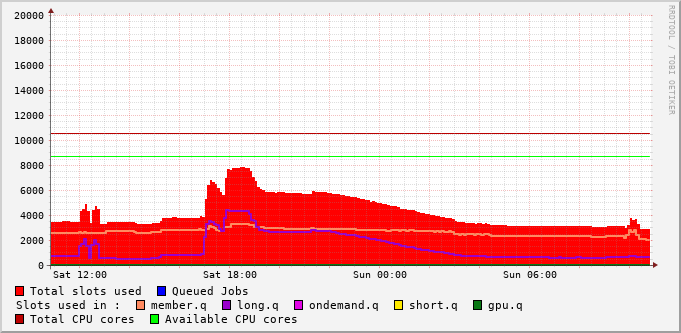 20000
18000
16000
14000
12000
10000
8000
6000
4000
2000
0
Sat 12:00 Sat 18:00 Sun 00:00 Sun 06:00
RRDTOOL / TOBI OETIKER
Total slots used Queued Jobs
Slots used in : member.q long.q ondemand.q short.q gpu.q
Total CPU cores Available CPU cores